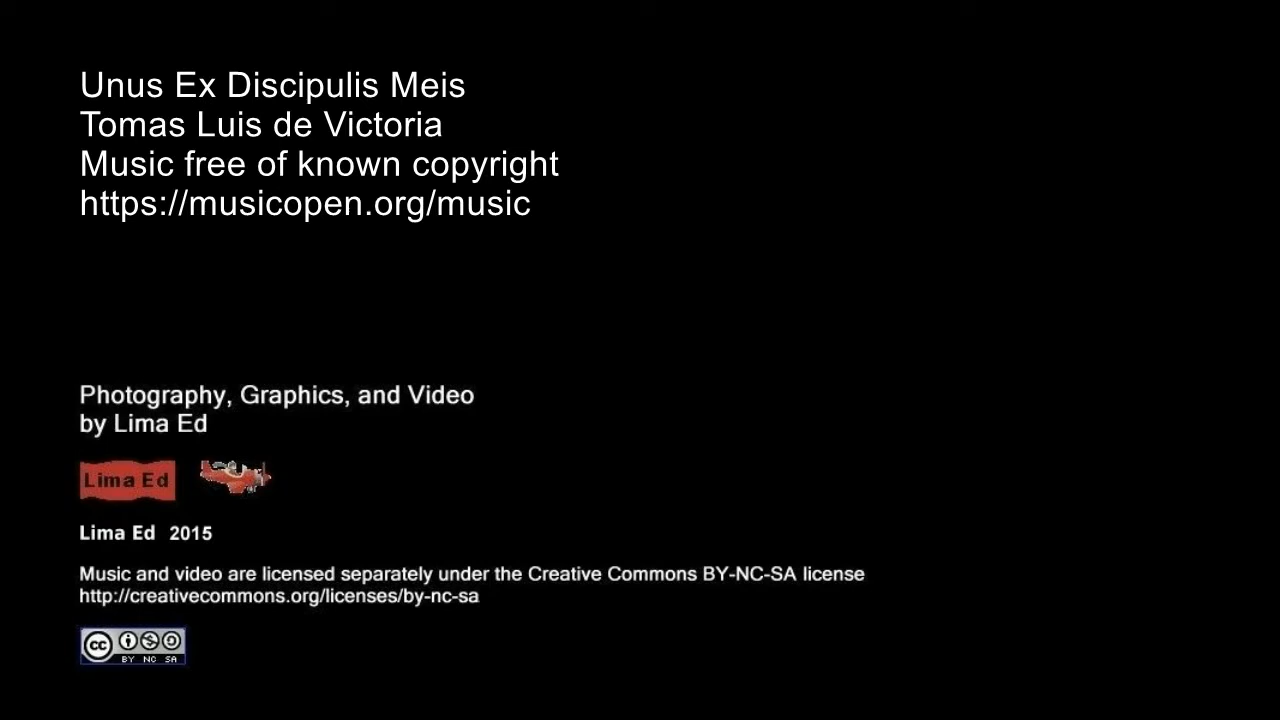 Unus Ex Discipulis Meis
Tomas Luis de Victoria
Music free of known copyright
https://musicopen.org/music
Photography, Graphics, and Video
by Lima Ed
Lima Ed
Lima Ed 2015
Music and video are licensed separately under the Creative Commons BY-NC-SA license
http://creativecommons.org/licenses/by-nc-sa
cc BY NC SA